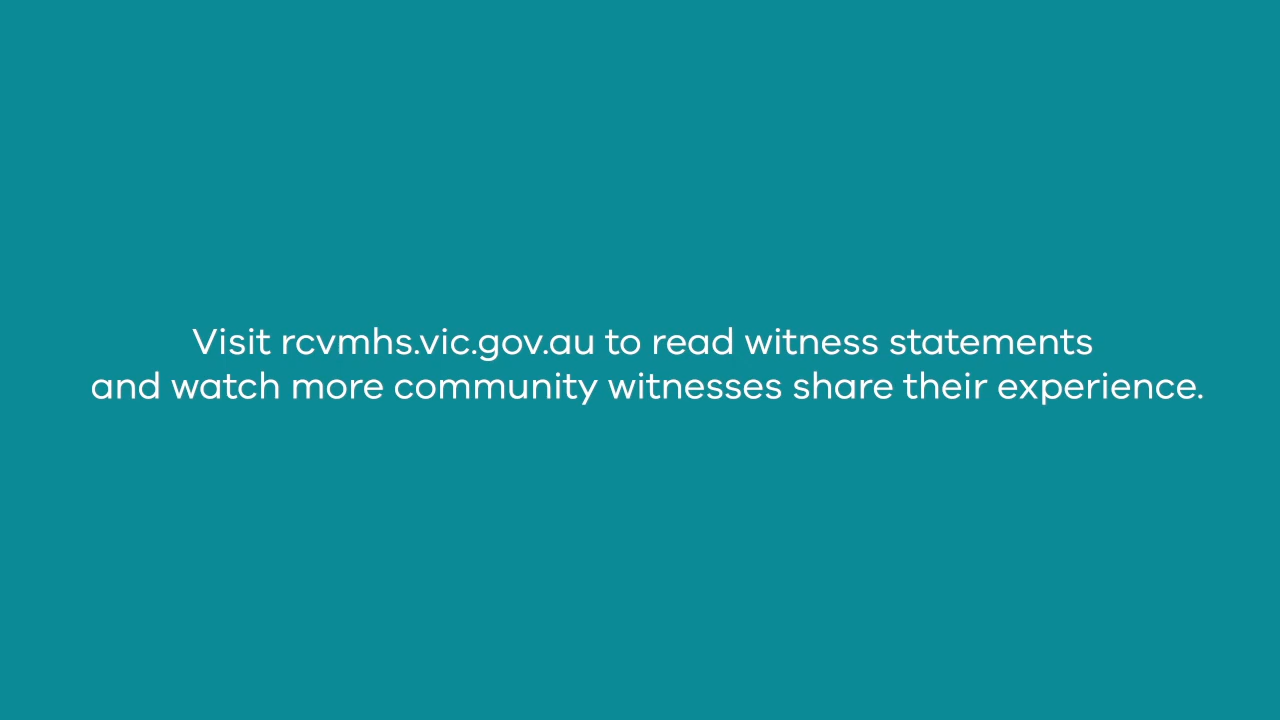 Visit rcvmhs.vic.gov.au to read witness statements
and watch more community witnesses share their experience.